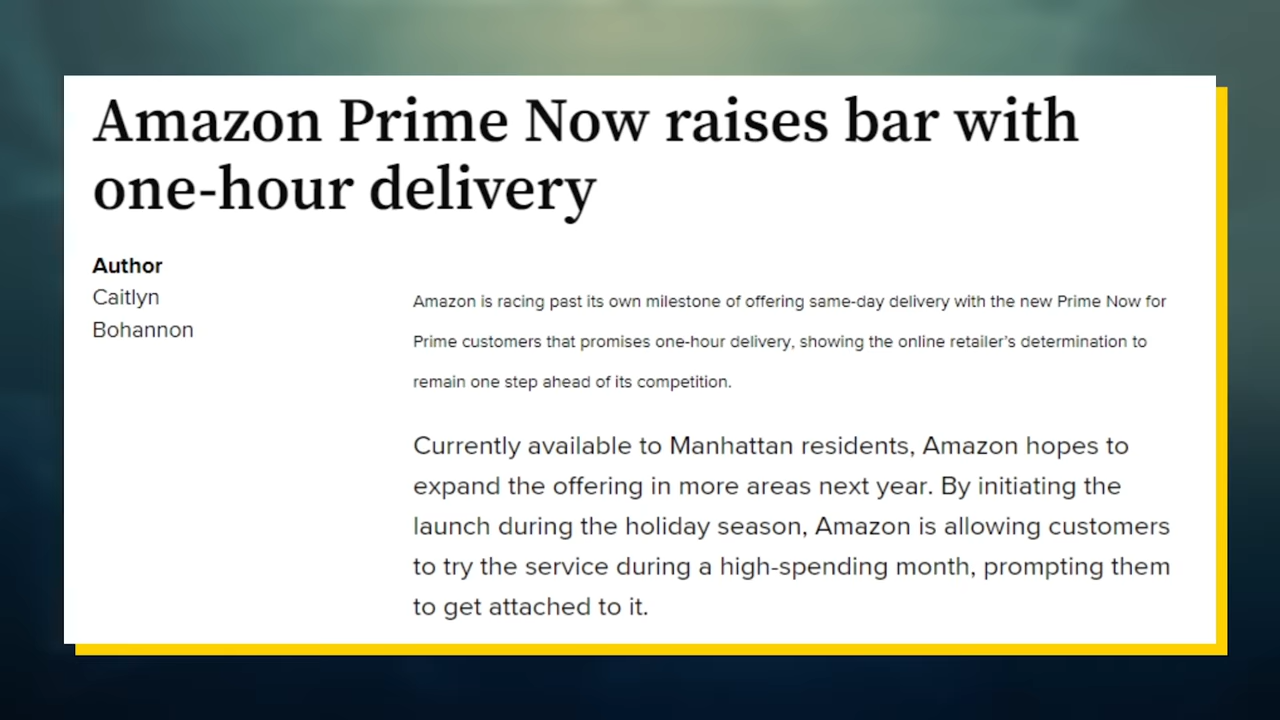 Amazon Prime Now raises bar with
one-hour delivery
Author
Caitlyn
Bohannon
Amazon is racing past its own milestone of offering same-day delivery with the new Prime Now for
Prime customers that promises one-hour delivery, showing the online retailer’s determination to
remain one step ahead of its competition.
Currently available to Manhattan residents, Amazon hopes to
expand the offering in more areas next year. By initiating the
launch during the holiday season, Amazon is allowing customers
to try the service during a high-spending month, prompting them
to get attached to it.